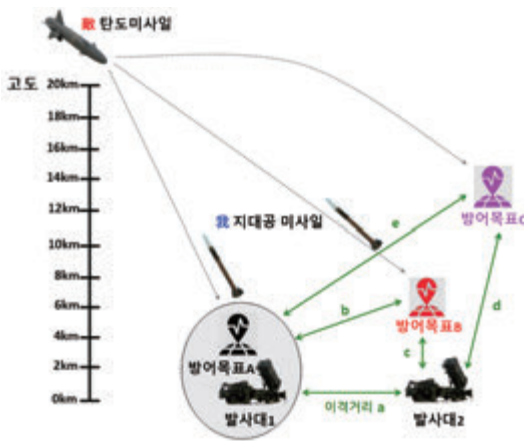 敵 탄도미사일
고도
20km
18km
16km
14km
12km
10km
8km
6km
4km
2km
0km
我 지대공 미사일
방어목표C
방어목표B
방어목표A
발사대1
발사대2
이격거리 a
b
c
d
e